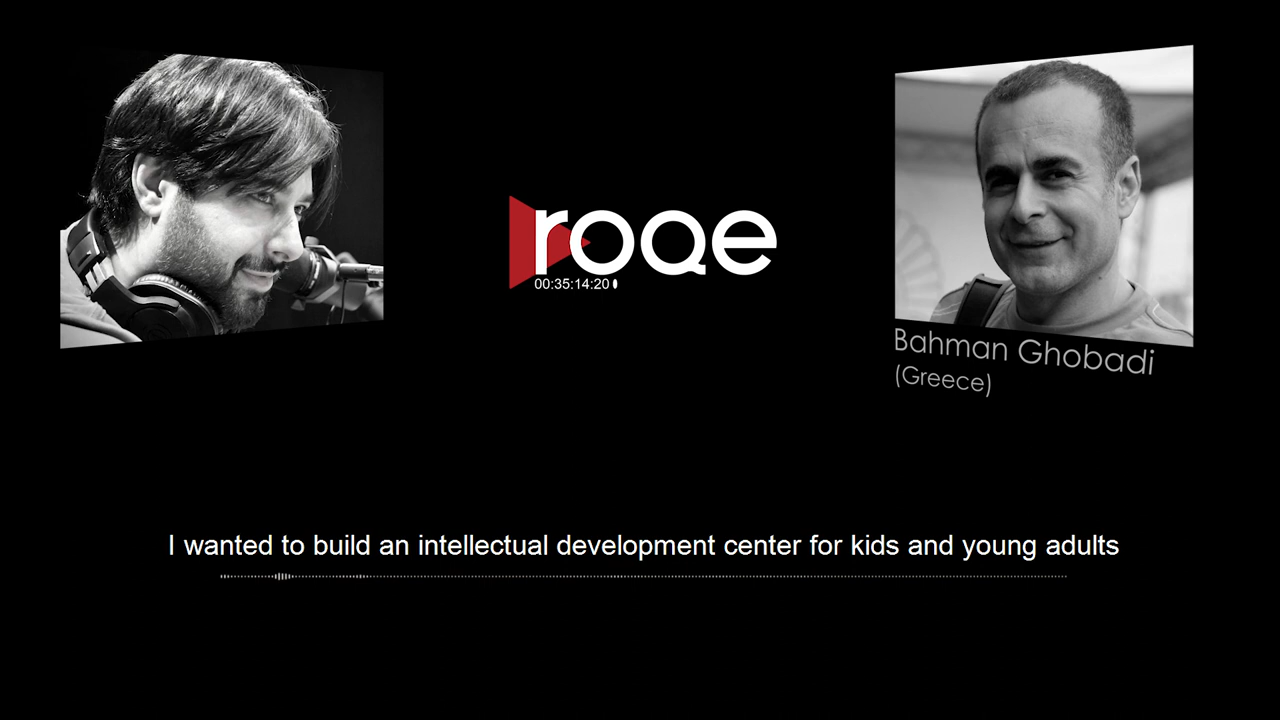 roqe
00:35:14:20
Bahman Ghobadi
(Greece)
I wanted to build an intellectual development center for kids and young adults